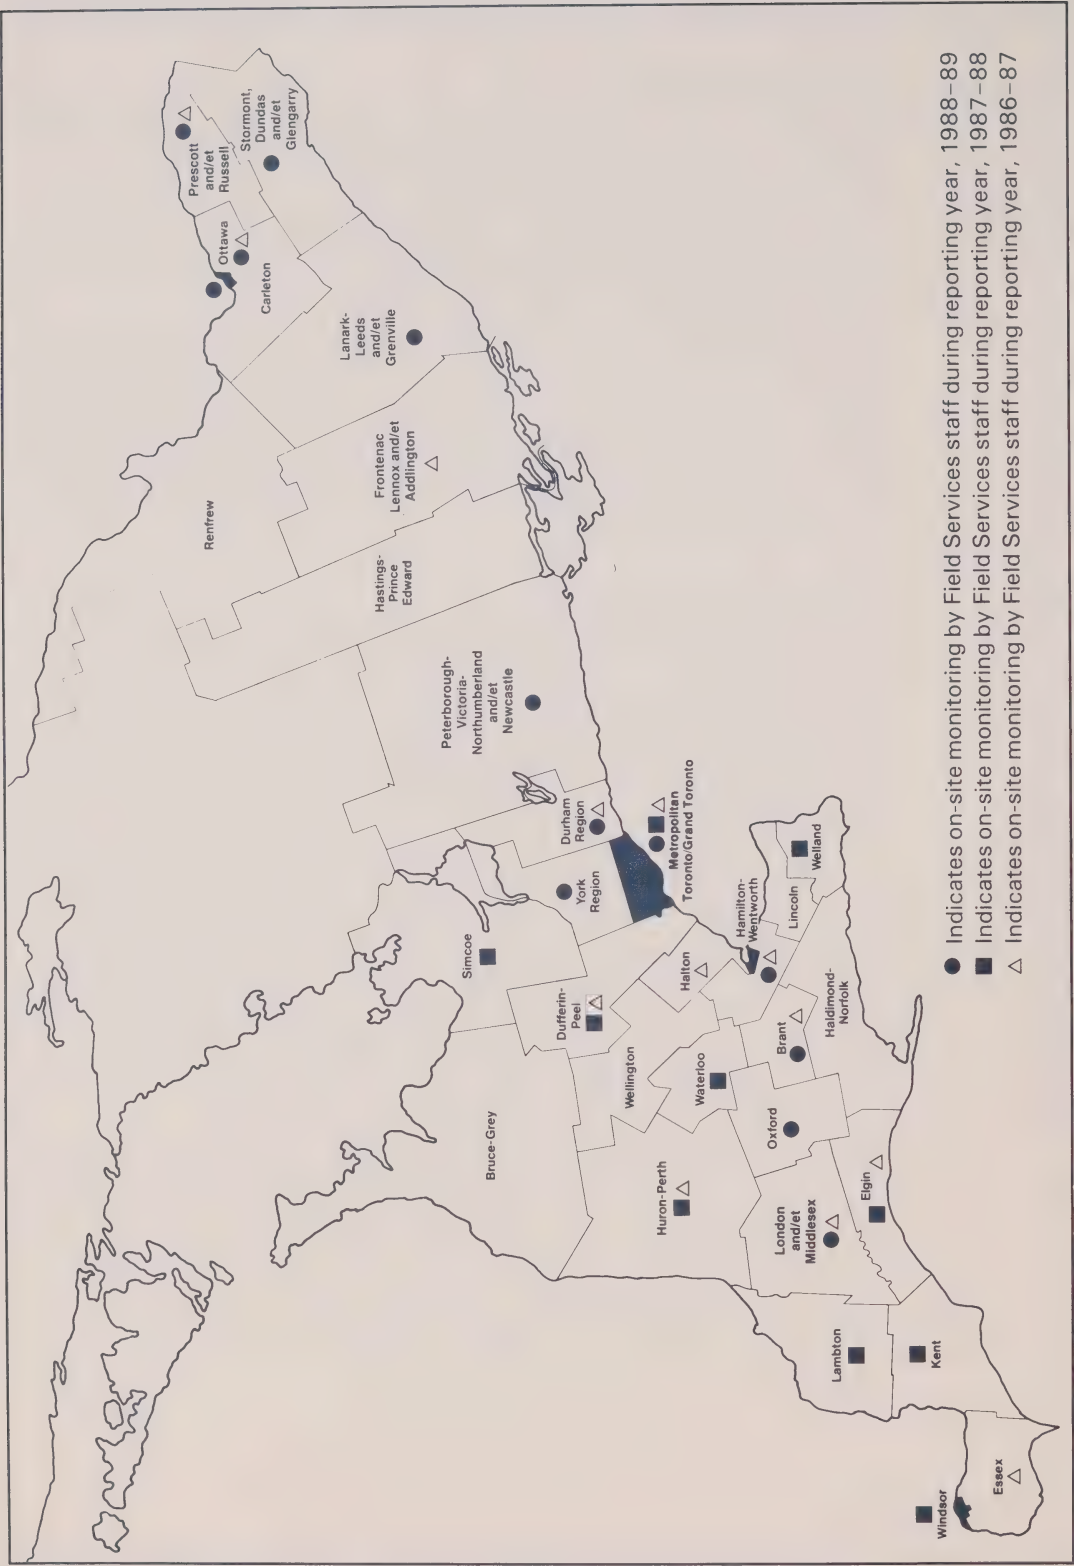 Prescott
and/et
Russell
Stormont,
Dundas
and/et
Glengarry
Ottawa
Carleton
Lanark-
Leeds
and/et
Grenville
Renfrew
Frontenac
Lennox and/et
Addlington
Hastings-
Prince
Edward
Peterborough-
Victoria-
Northumberland
and/et
Newcastle
Durham
Region
York
Region
Metropolitan
Toronto/Grand Toronto
Simcoe
Dufferin-
Peel
Halton
Hamilton-
Wentworth
Lincoln
Welland
Haldimond-
Norfolk
Brant
Wellington
Waterloo
Oxford
Bruce-Grey
Huron-Perth
London
and/et
Middlesex
Elgin
Lambton
Kent
Windsor
Essex
Indicates on-site monitoring by Field Services staff during reporting year, 1988–89
Indicates on-site monitoring by Field Services staff during reporting year, 1987–88
Indicates on-site monitoring by Field Services staff during reporting year, 1986–87